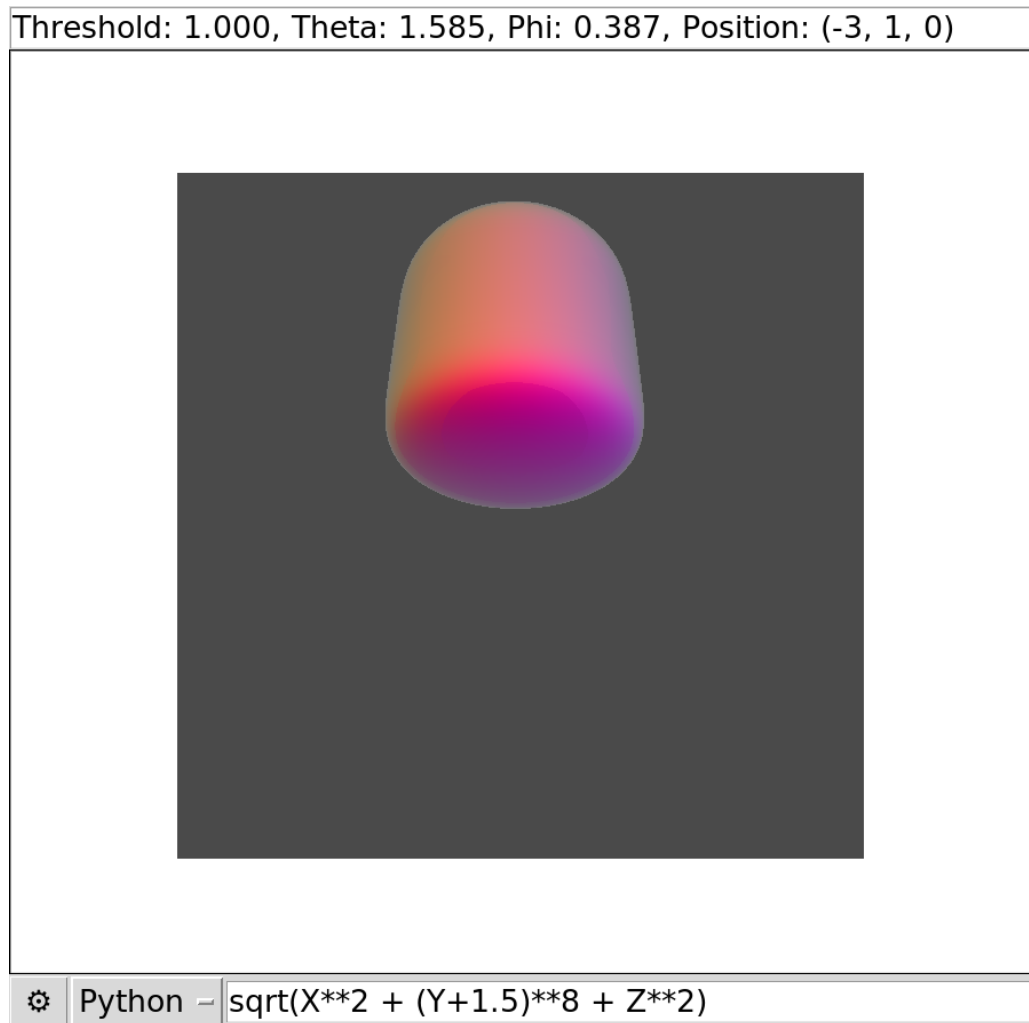 Threshold: 1.000, Theta: 1.585, Phi: 0.387, Position: (-3, 1, 0)
Python
sqrt(X**2 + (Y+1.5)**8 + Z**2)